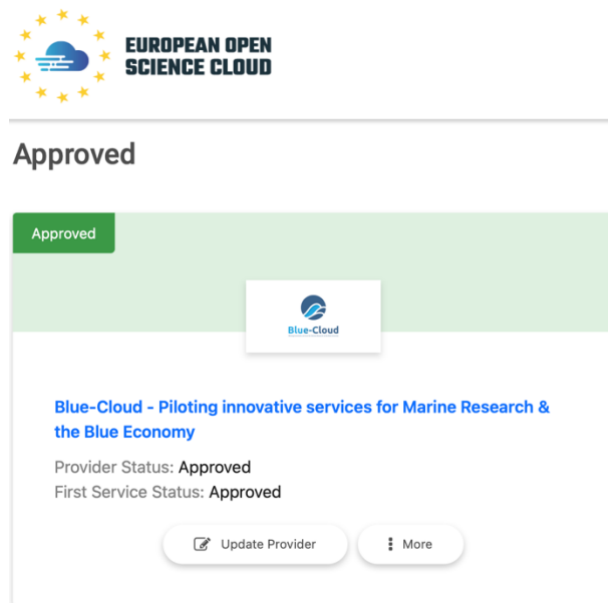 EUROPEAN OPEN
SCIENCE CLOUD
Approved
Approved
Blue-Cloud
Blue-Cloud - Piloting innovative services for Marine Research &
the Blue Economy
Provider Status: Approved
First Service Status: Approved
Update Provider
More